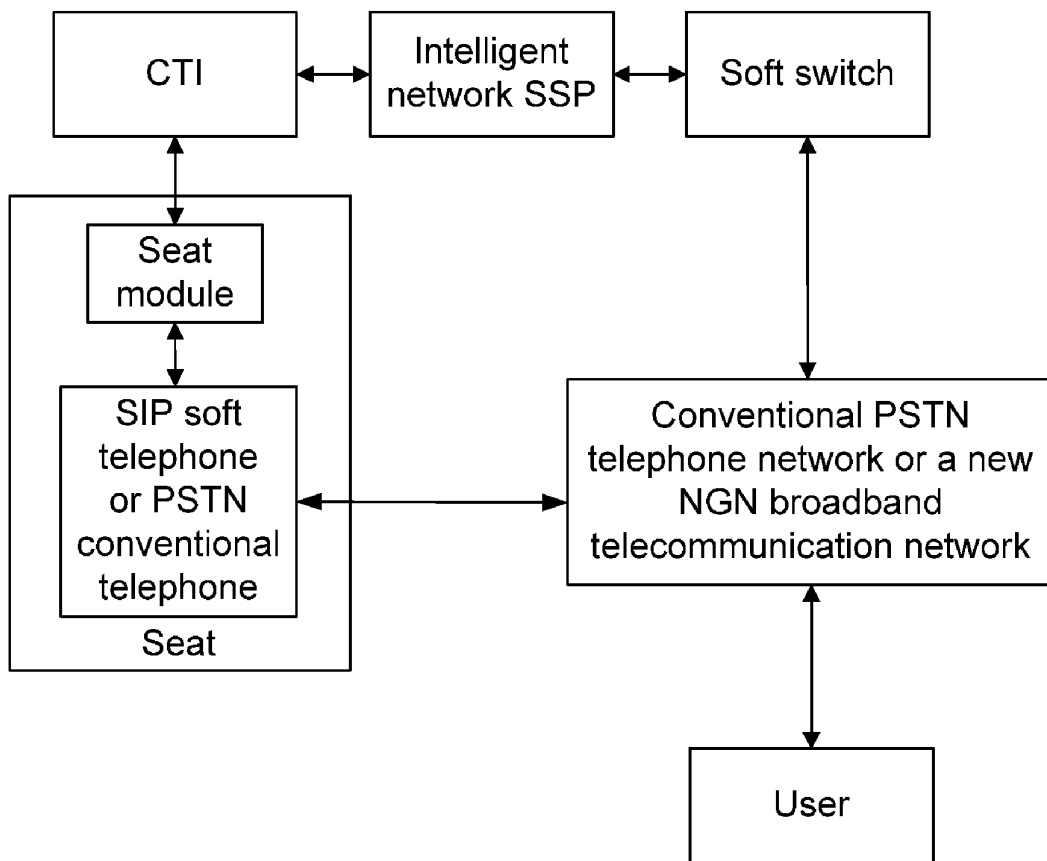 CTI
Intelligent
network SSP
Soft switch
Seat
module
SIP soft
telephone
or PSTN
conventional
telephone
Seat
Conventional PSTN
telephone network or a new
NGN broadband
telecommunication network
User